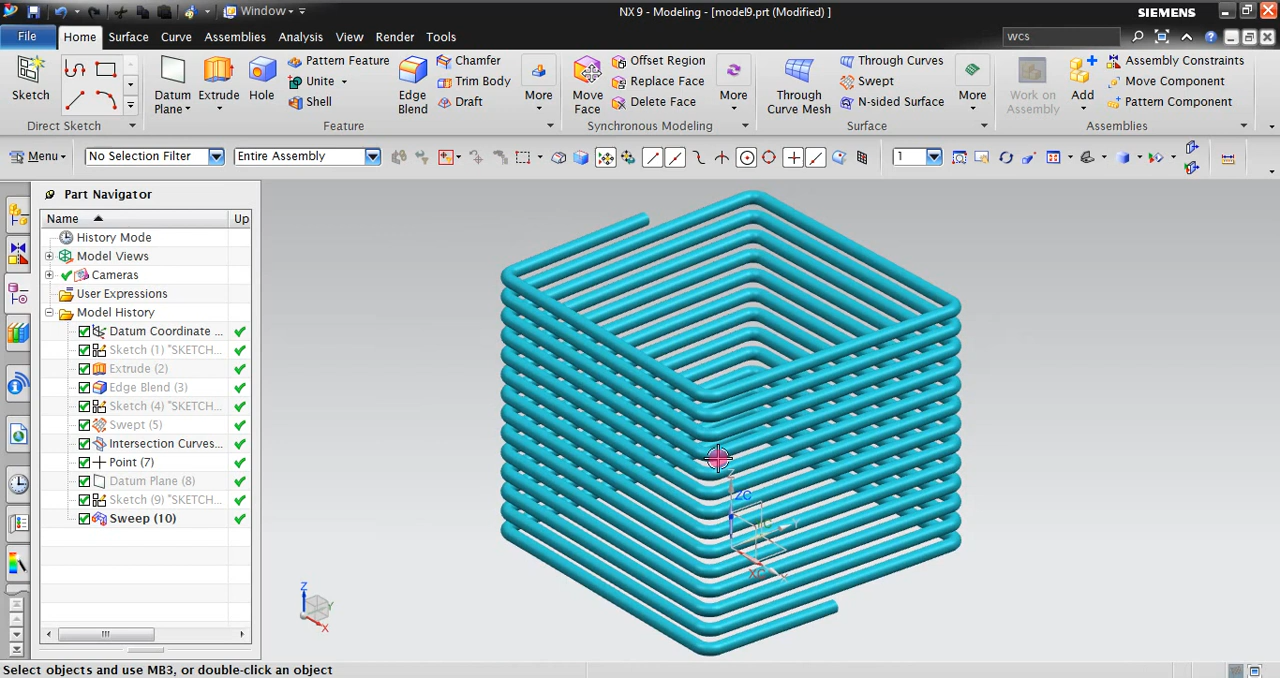 Window
NX 9 - Modeling - [model9.prt (Modified) ]
SIEMENS
File
Home
Surface
Curve
Assemblies
Analysis
View
Render
Tools
wcs
Sketch
Direct Sketch
Datum
Plane
Extrude
Hole
Pattern Feature
Unite
Shell
Edge
Blend
Chamfer
Trim Body
Draft
More
Feature
Move
Face
Offset Region
Replace Face
Delete Face
More
Synchronous Modeling
Through
Curve Mesh
Through Curves
Swept
N-sided Surface
More
Surface
Work on
Assembly
Add
Assembly Constraints
Move Component
Pattern Component
Assemblies
Menu
No Selection Filter
Entire Assembly
1
Part Navigator
Name
Up
History Mode
Model Views
Cameras
User Expressions
Model History
Datum Coordinate ...
Sketch (1) "SKETCH...
Extrude (2)
Edge Blend (3)
Sketch (4) "SKETCH...
Swept (5)
Intersection Curves...
Point (7)
Datum Plane (8)
Sketch (9) "SKETCH...
Sweep (10)
Z
ZC
Y
XC
Z
Y
X
Select objects and use MB3, or double-click an object